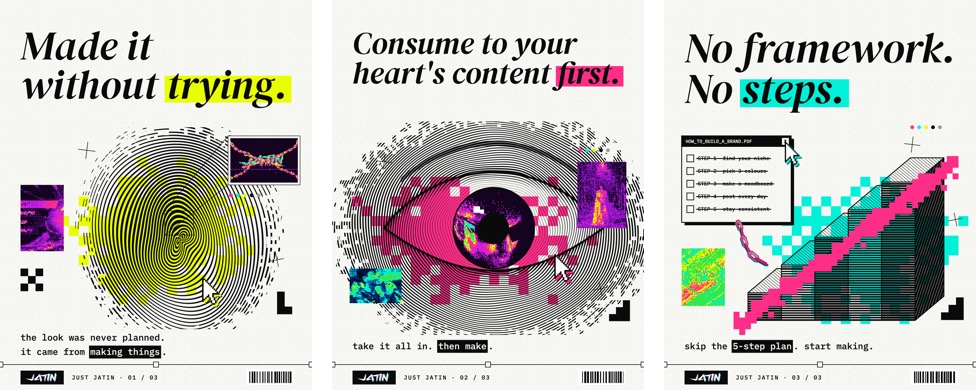 Made it
without trying.
the look was never planned.
it came from making things.
JATIN
JUST JATIN · 01 / 03
Consume to your
heart's content first.
take it all in. then make.
JATIN
JUST JATIN · 02 / 03
No framework.
No steps.
HOW_TO_BUILD_A_BRAND.PDF
STEP 1 find your niche
STEP 2 pick 3 colours
STEP 3 make a moodboard
STEP 4 post every day
STEP 5 stay consistent
skip the 5-step plan. start making.
JATIN
JUST JATIN · 03 / 03